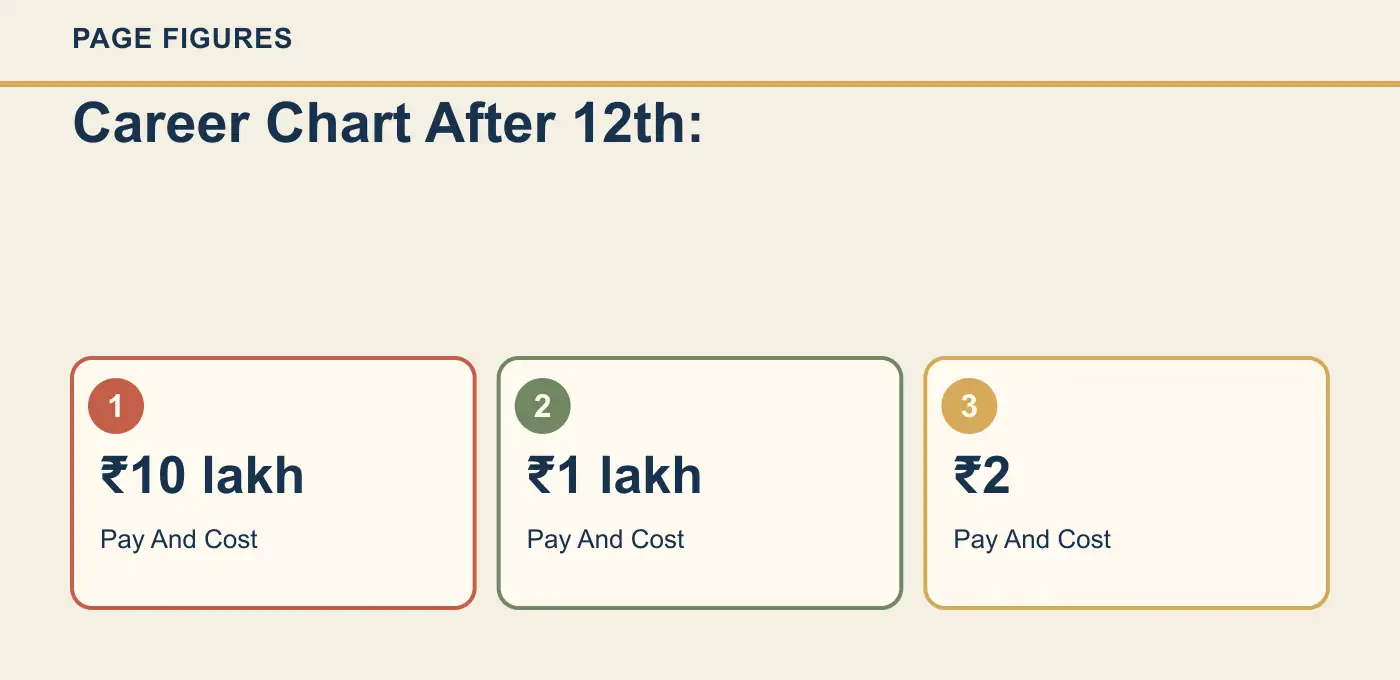 PAGE FIGURES
Career Chart After 12th:
1
₹10 lakh
Pay And Cost
2
₹1 lakh
Pay And Cost
3
₹2
Pay And Cost